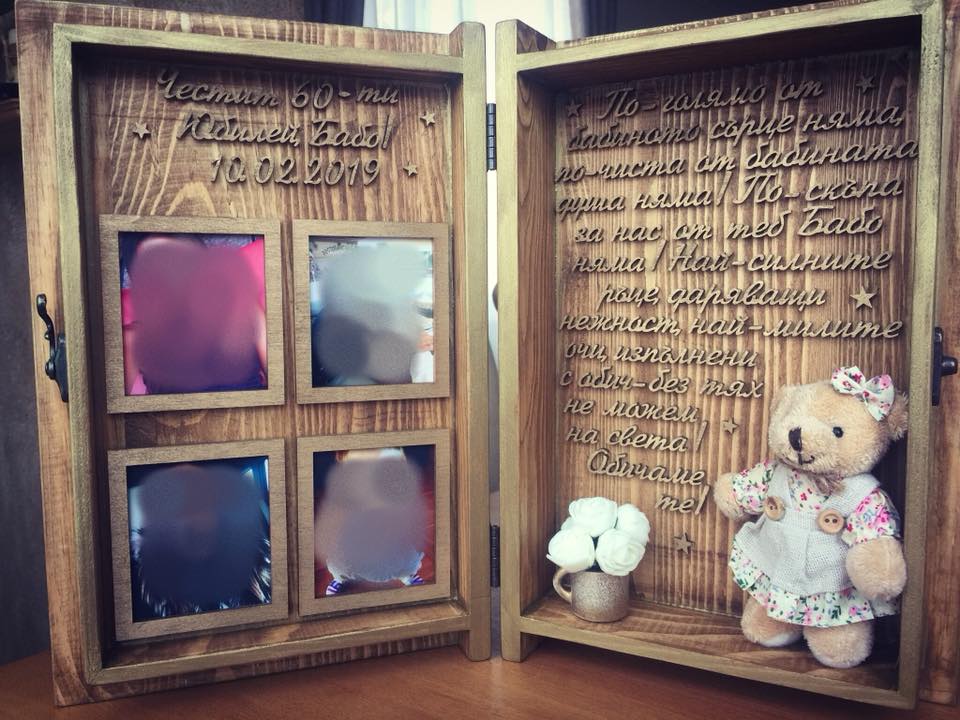 Честит 60-ти
Юбилей, Бабо!
10.02.2019
По-голямо от
бабиното сърце няма,
по-чиста от бабината
душа няма! По-скъпа
за нас от теб Бабо
няма! Най-силните
ръце, даряващи
нежност, най-милите
очи, изпълнени
с обич-без тях
не можем
на света!
Обичаме
те!